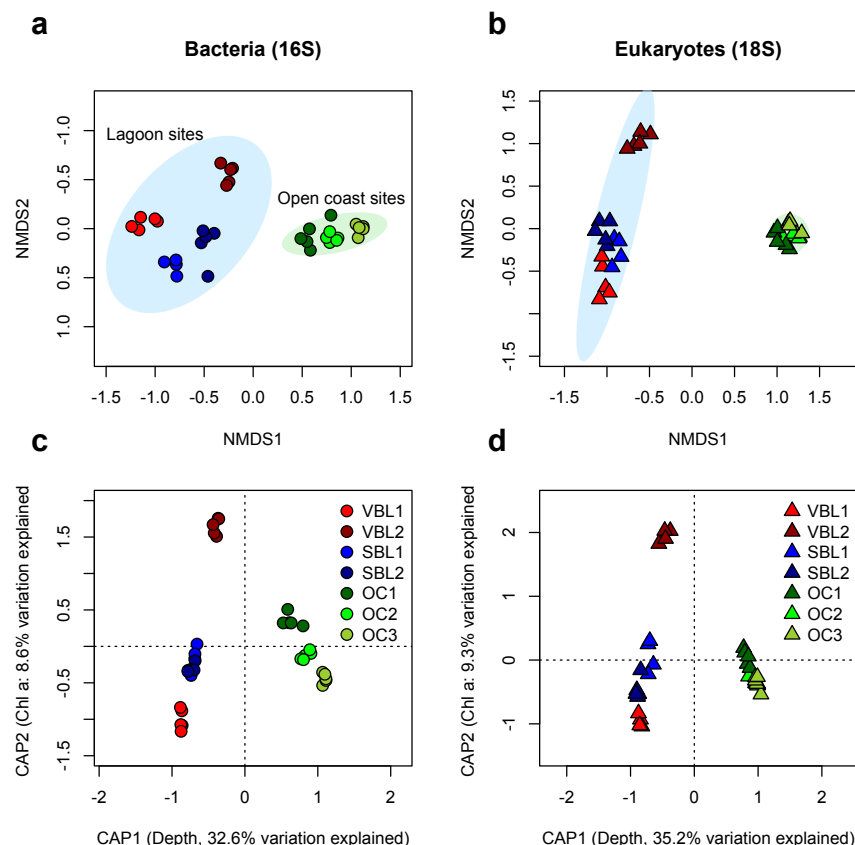 a
Bacteria (16S)
b
Eukaryotes (18S)
NMDS2
-1.0
-0.5
0.0
0.5
1.0
Lagoon sites
Open coast sites
-1.5 -1.0 -0.5 0.0 0.5 1.0 1.5
NMDS1
NMDS2
1.5
1.0
0.5
0.0
-0.5
-1.5
-1.5 -0.5 0.0 0.5 1.0 1.5
NMDS1
c
CAP2 (Chl a: 8.6% variation explained
1.5
0.5
-0.5
-1.5
VBL1
VBL2
SBL1
SBL2
OC1
OC2
OC3
-2 -1 0 1 2
CAP1 (Depth, 32.6% variation explained)
d
CAP2 (Chl a: 9.3% variation explained
2
1
0
-1
VBL1
VBL2
SBL1
SBL2
OC1
OC2
OC3
-2 -1 0 1 2
CAP1 (Depth, 35.2% variation explained)